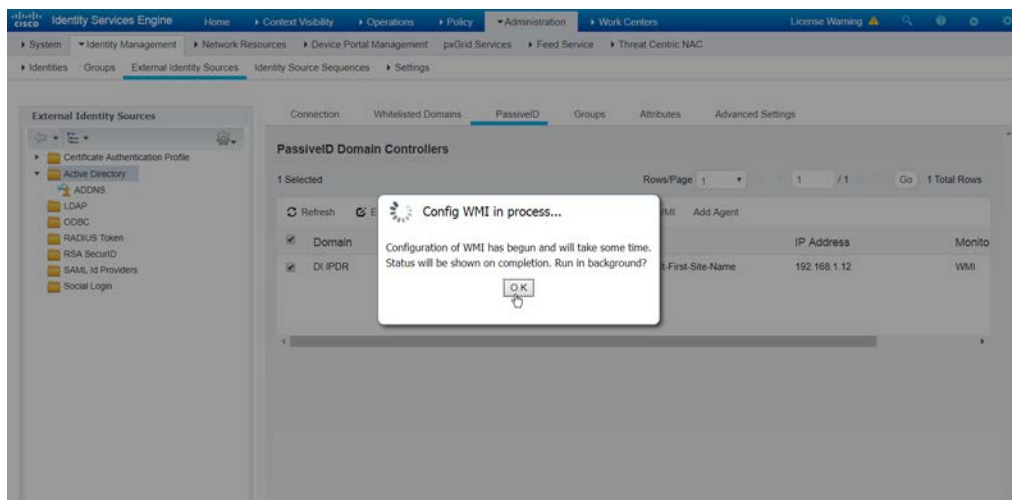 cisco Identity Services Engine Home Context Visibility Operations Policy Administration Work Centers License Warning
System Identity Management Network Resources Device Portal Management pxGrid Services Feed Service Threat Centric NAC
Identities Groups External Identity Sources Identity Source Sequences Settings
External Identity Sources
Certificate Authentication Profile
Active Directory
ADDNS
LDAP
ODBC
RADIUS Token
RSA SecurID
SAML Id Providers
Social Login
Connection Whitelisted Domains PassiveID Groups Attributes Advanced Settings
PassiveID Domain Controllers
1 Selected Rows/Page 1 1 /1 Go 1 Total Rows
Refresh E Add Agent
Domain IP Address Monito
DI.IPDR t-First-Site-Name 192.168.1.12 WMI
Config WMI in process...
Configuration of WMI has begun and will take some time.
Status will be shown on completion. Run in background?
OK